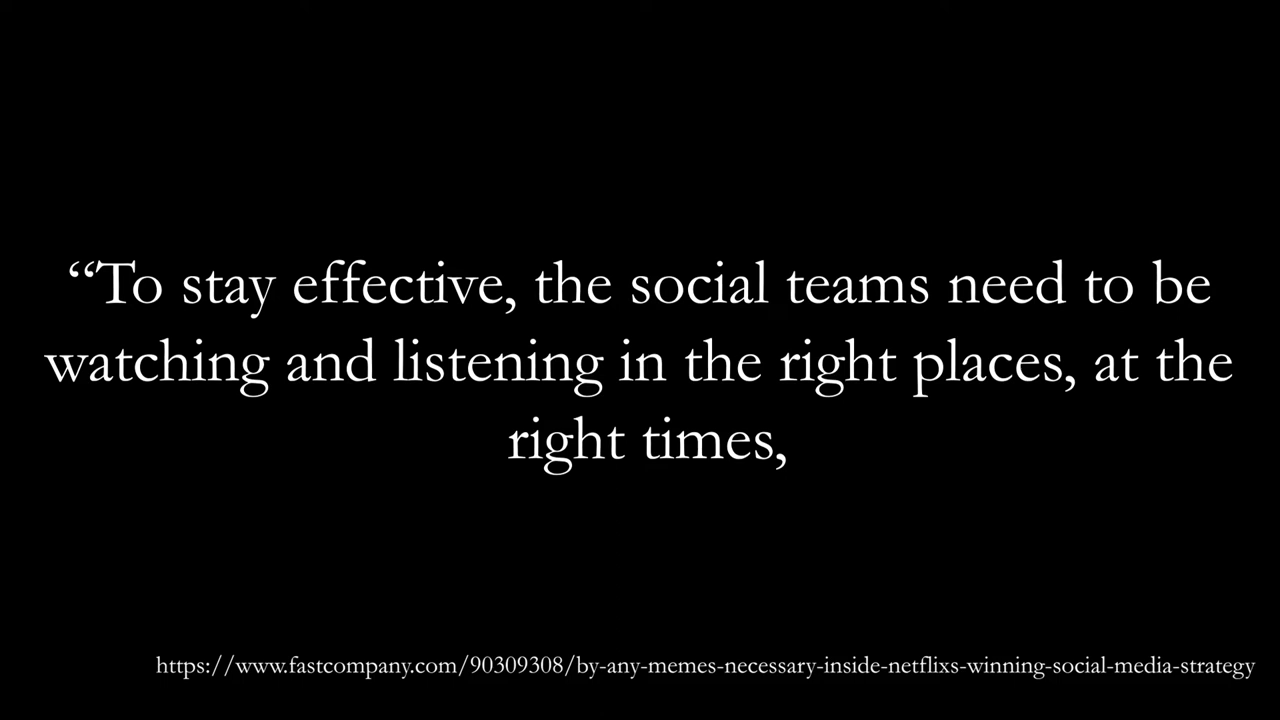 “To stay effective, the social teams need to be
watching and listening in the right places, at the
right times,
https://www.fastcompany.com/90309308/by-any-memes-necessary-inside-netflixs-winning-social-media-strategy